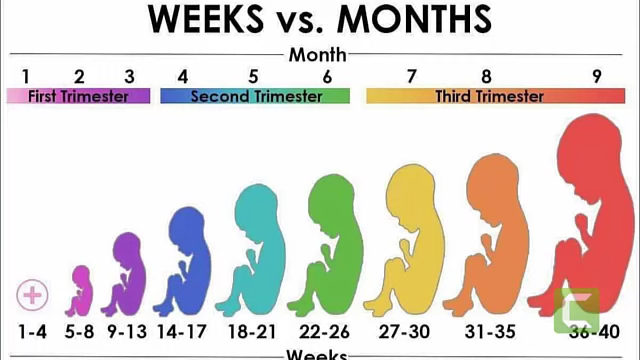 WEEKS vs. MONTHS
Month
1 2 3 4 5 6 7 8 9
First Trimester Second Trimester Third Trimester
1-4 5-8 9-13 14-17 18-21 22-26 27-30 31-35 36-40
Weeks